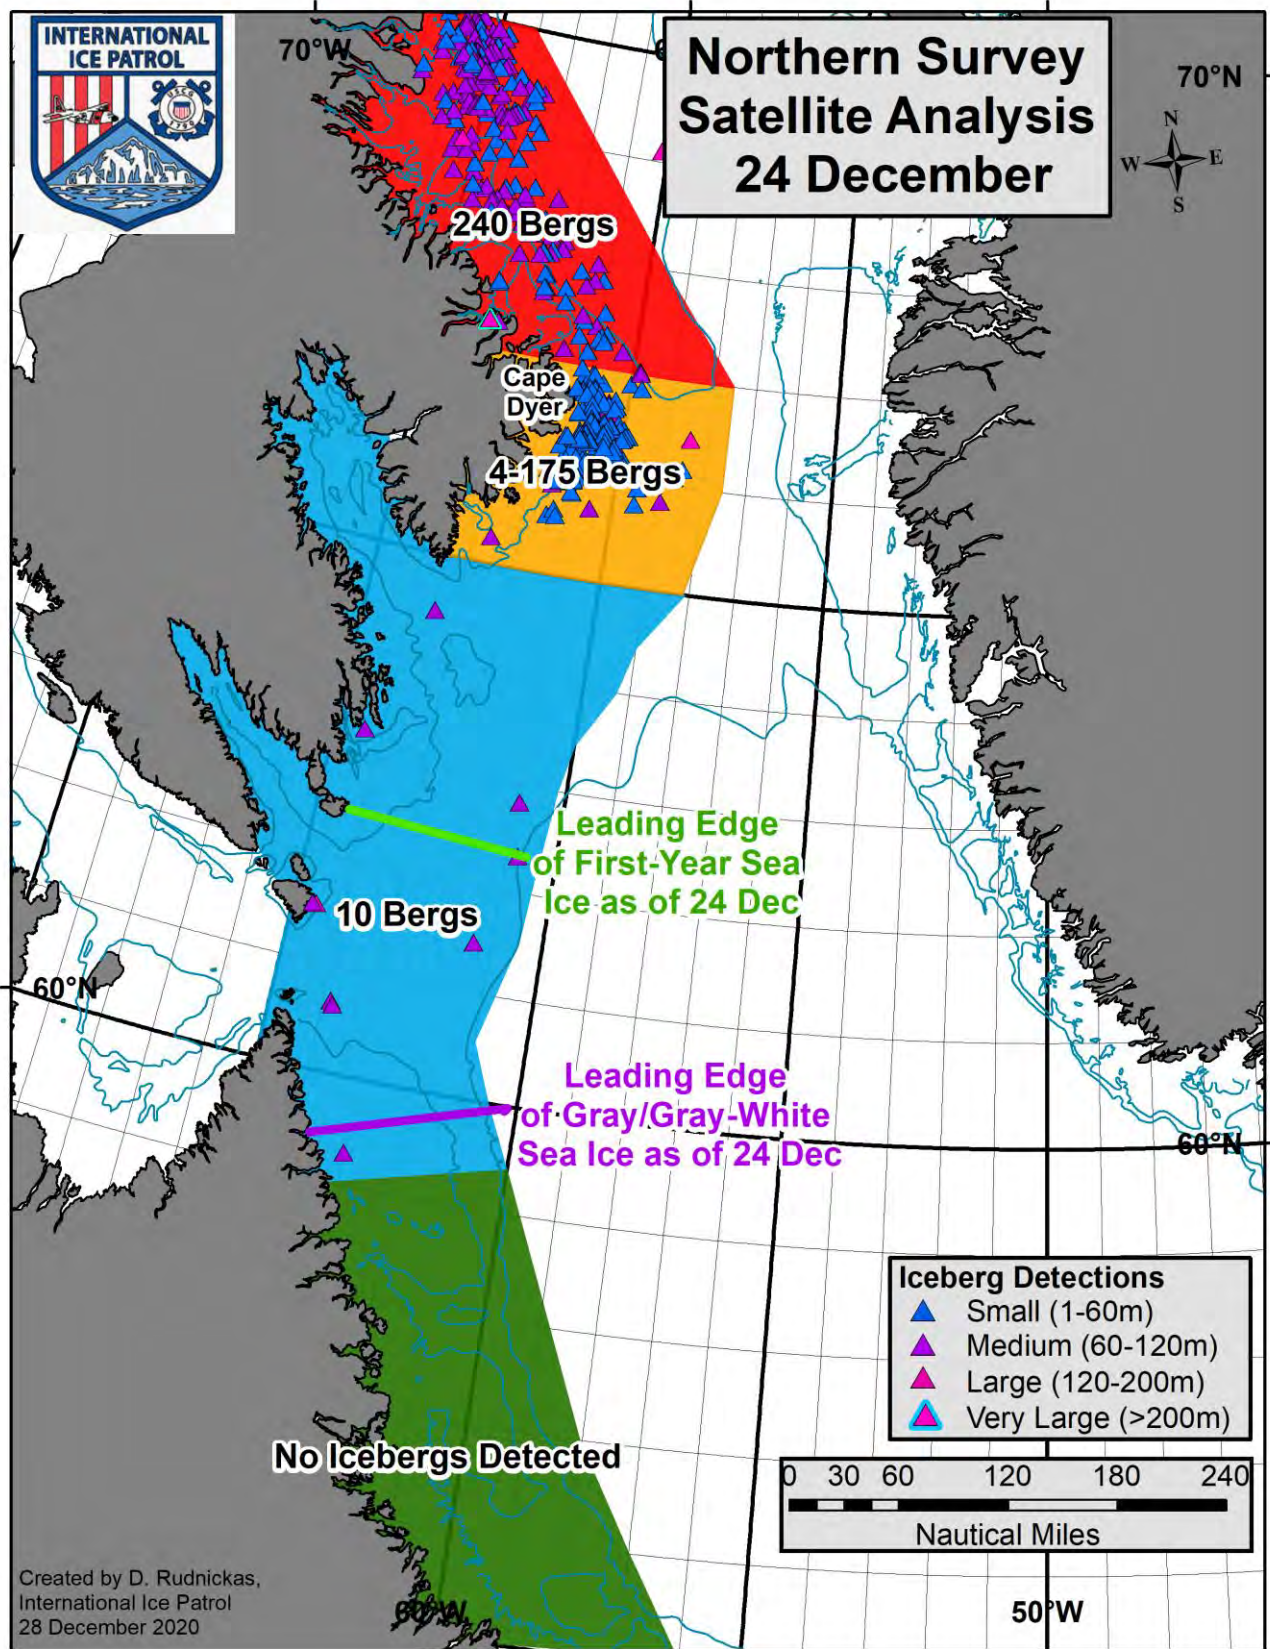 INTERNATIONAL
ICE PATROL
USCG
1790
70°W
Northern Survey
Satellite Analysis
24 December
70°N
N
W
E
S
240 Bergs
Cape
Dyer
4-175 Bergs
Leading Edge
of First-Year Sea
Ice as of 24 Dec
10 Bergs
60°N
Leading Edge
of Gray/Gray-White
Sea Ice as of 24 Dec
60°N
Iceberg Detections
Small (1-60m)
Medium (60-120m)
Large (120-200m)
Very Large (>200m)
No Icebergs Detected
0 30 60 120 180 240
Nautical Miles
Created by D. Rudnickas,
International Ice Patrol
28 December 2020
60°W
50°W